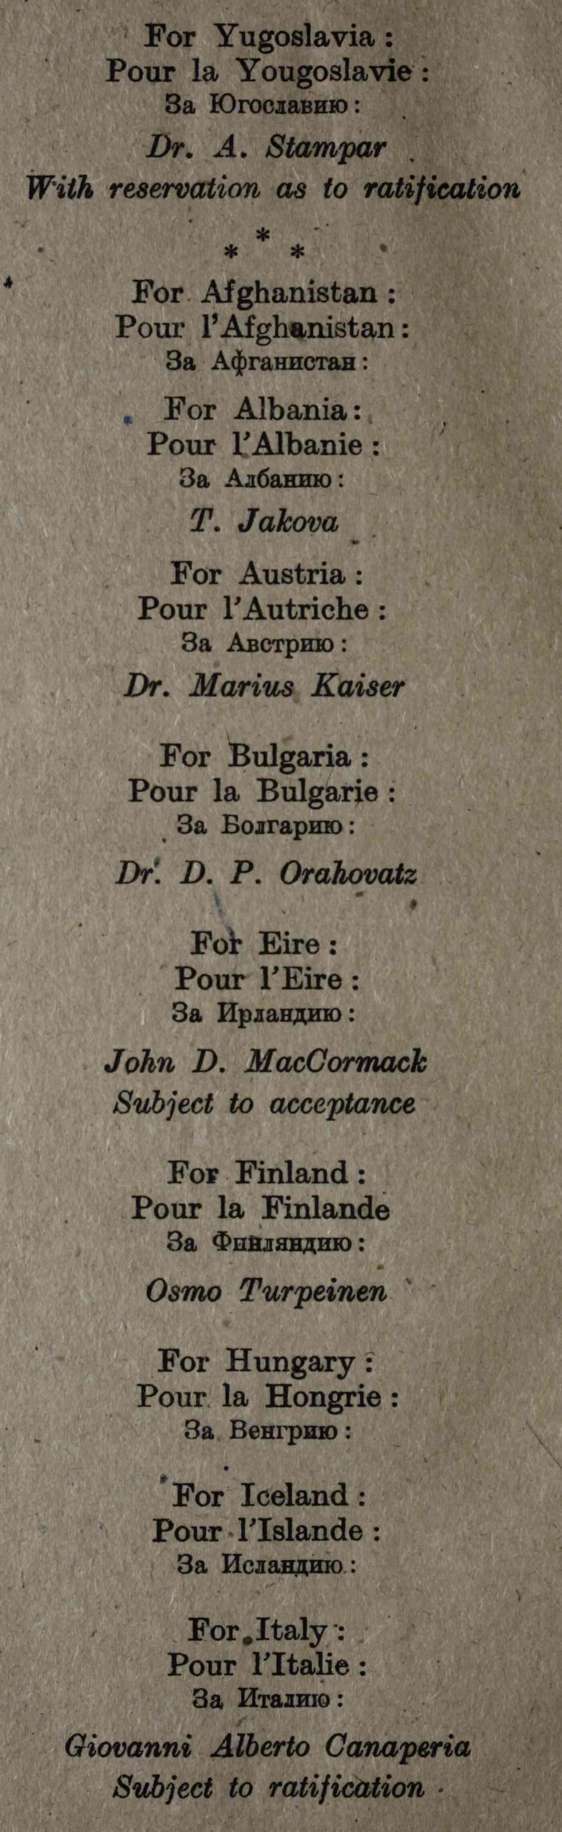 For Yugoslavia :
Pour la Yougoslavie :
За Югославию :
Dr. A. Stampar
With reservation as to ratification
* * *
For Afghanistan :
Pour l'Afghanistan :
За Афганистан :
For Albania :
Pour l'Albanie :
За Албанию :
T. Jakova
For Austria :
Pour l'Autriche :
За Австрию :
Dr. Marius Kaiser
For Bulgaria :
Pour la Bulgarie :
За Болгарию :
Dr. D. P. Orahovatz
For Eire :
Pour l'Eire :
За Ирландию :
John D. MacCormack
Subject to acceptance
For Finland :
Pour la Finlande
За Финляндию :
Osmo Turpeinen
For Hungary :
Pour la Hongrie :
За Венгрию :
For Iceland :
Pour l'Islande :
За Исландию :
For Italy :
Pour l'Italie :
За Италию :
Giovanni Alberto Canaperia
Subject to ratification